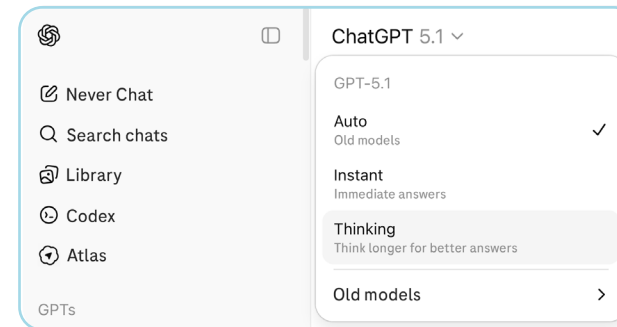 ChatGPT 5.1
Never Chat
Search chats
Library
Codex
Atlas
GPTs
GPT-5.1
Auto
Old models
Instant
Immediate answers
Thinking
Think longer for better answers
Old models